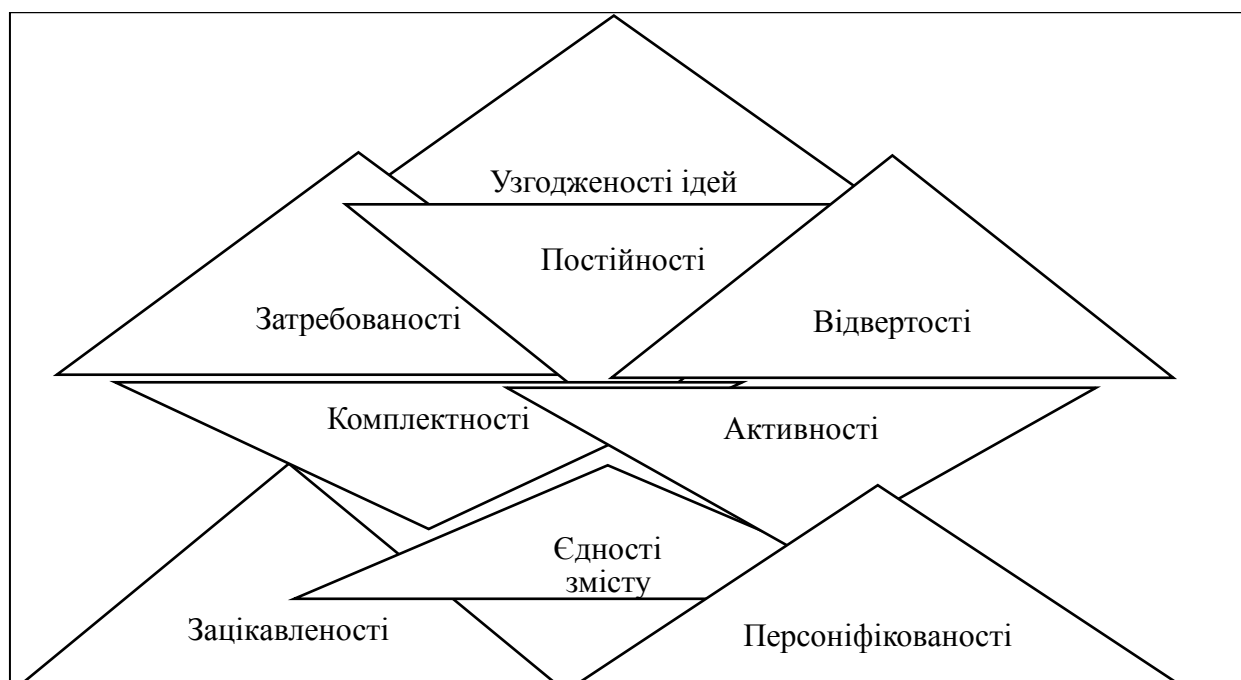 Узгодженості ідей
Постійності
Затребованості
Відвертості
Комплектності
Активності
Єдності
змісту
Зацікавленості
Персоніфікованості